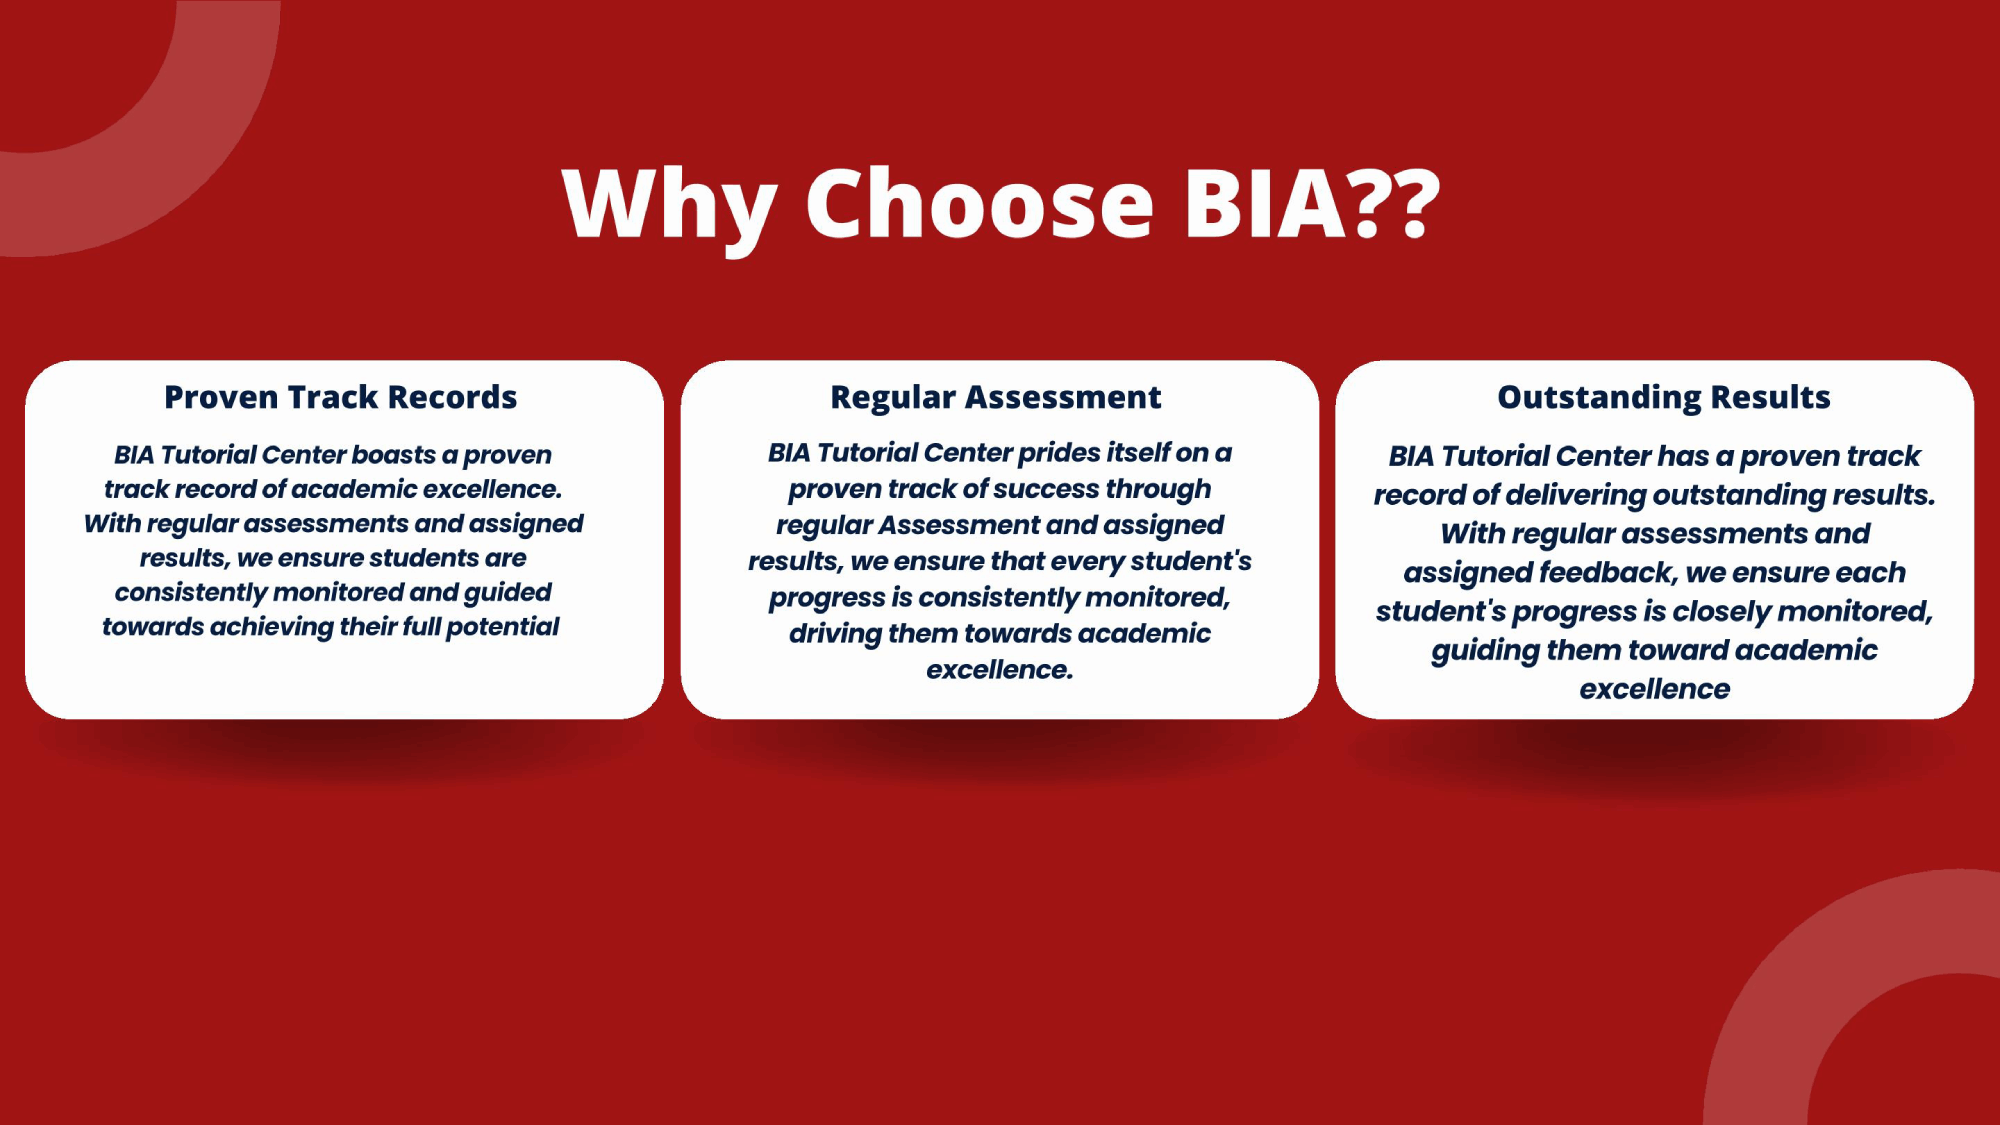 Why Choose BIA??
Proven Track Records
BIA Tutorial Center boasts a proven
track record of academic excellence.
With regular assessments and assigned
results, we ensure students are
consistently monitored and guided
towards achieving their full potential
Regular Assessment
BIA Tutorial Center prides itself on a
proven track of success through
regular Assessment and assigned
results, we ensure that every student's
progress is consistently monitored,
driving them towards academic
excellence.
Outstanding Results
BIA Tutorial Center has a proven track
record of delivering outstanding results.
With regular assessments and
assigned feedback, we ensure each
student's progress is closely monitored,
guiding them toward academic
excellence